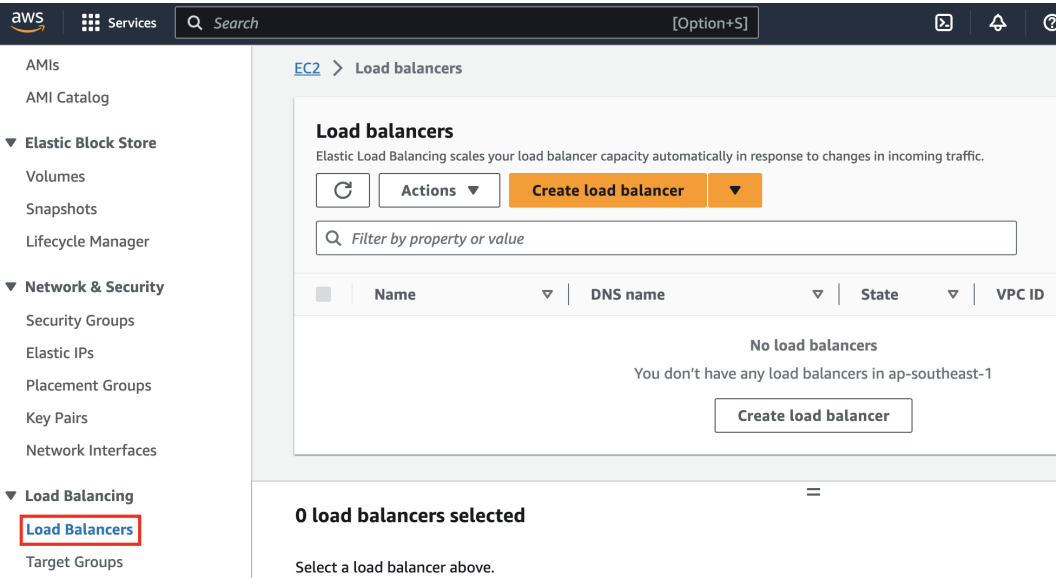 aws
Services
Search
[Option+S]
AMIs
AMI Catalog
Elastic Block Store
Volumes
Snapshots
Lifecycle Manager
Network & Security
Security Groups
Elastic IPs
Placement Groups
Key Pairs
Network Interfaces
Load Balancing
Load Balancers
Target Groups
EC2 > Load balancers
Load balancers
Elastic Load Balancing scales your load balancer capacity automatically in response to changes in incoming traffic.
Actions
Create load balancer
Filter by property or value
Name
DNS name
State
VPC ID
No load balancers
You don't have any load balancers in ap-southeast-1
Create load balancer
0 load balancers selected
Select a load balancer above.